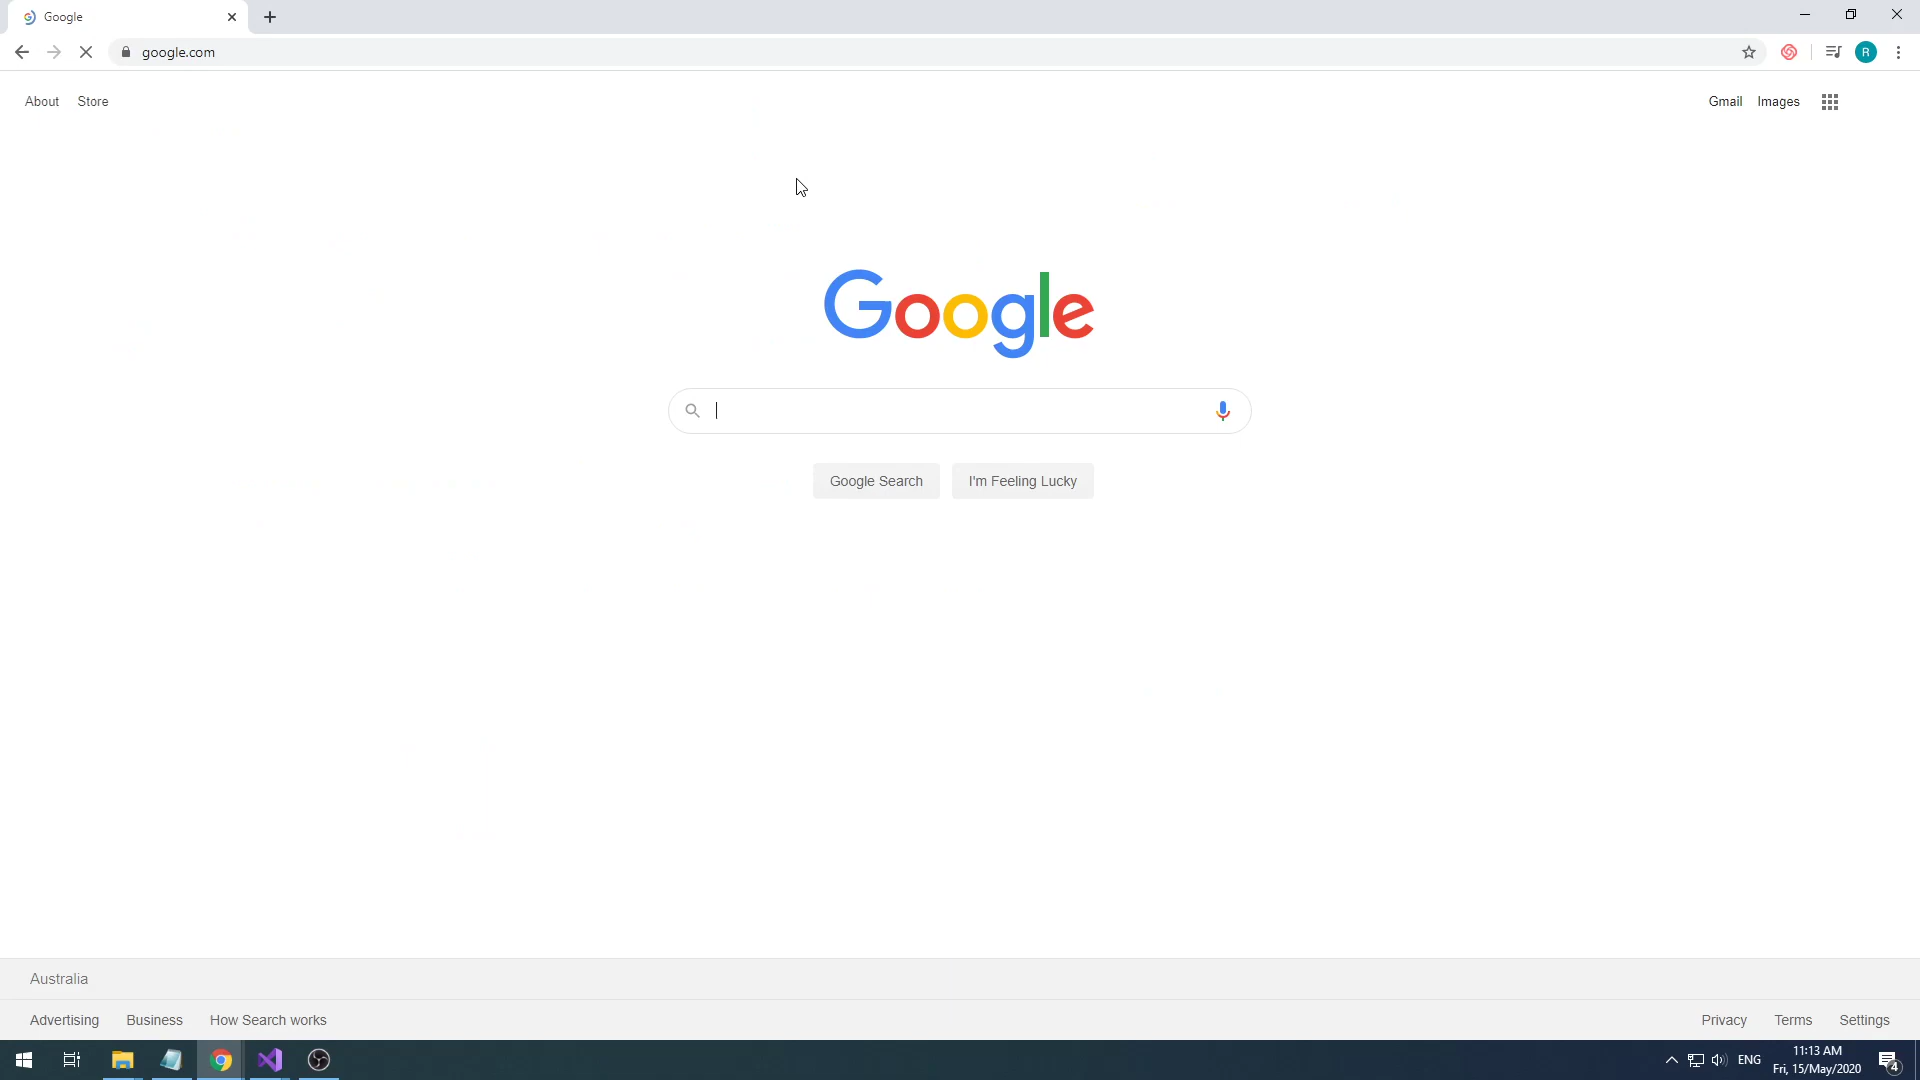 Google
google.com
R
About Store
Gmail Images
Google
Google Search I'm Feeling Lucky
Australia
Advertising Business How Search works
Privacy Terms Settings
ENG
11:13 AM
Fri, 15/May/2020
4